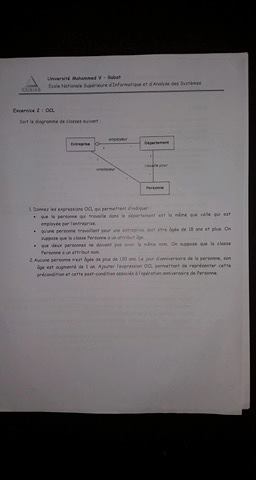 Université Mohammed V - Rabat
Ecole Nationale Supérieure d'Informatique et d'Analyse des Systèmes
Exercice 2 : OCL
Soit le diagramme de classes suivant :
employeur
Entreprise
Département
employeur
travaille pour
Personne
1. Donnez les expressions OCL qui permettent d'indiquer :
• que la personne qui travaille dans le département est la même que celle qui est
employée par l'entreprise.
• qu'une personne travaillant pour une entreprise doit être âgée de 18 ans et plus. On
suppose que la classe Personne a un attribut âge.
• que deux personnes ne doivent pas avoir le même nom. On suppose que la classe
Personne a un attribut nom.
2. Aucune personne n'est âgée de plus de 130 ans. Le jour d'anniversaire de la personne, son
âge est augmenté de 1 an. Ajouter l'expression OCL permettant de représenter cette
précondition et cette post-condition associés à l'opération anniversaire de Personne.